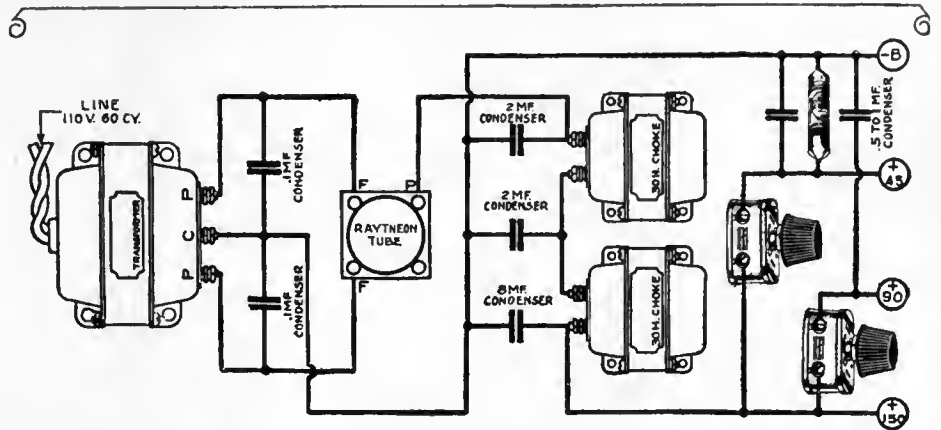 LINE
110 V. 60 CY.
TRANSFORMER
P
C
P
.1 MF.
CONDENSER
.1 MF.
CONDENSER
F
P
RAYTHEON
TUBE
F
2 MF.
CONDENSER
2 MF.
CONDENSER
8 MF.
CONDENSER
30 H. CHOKE
30 H. CHOKE
.5 TO 1 MF.
CONDENSER
-B
+
45
+
90
+
150